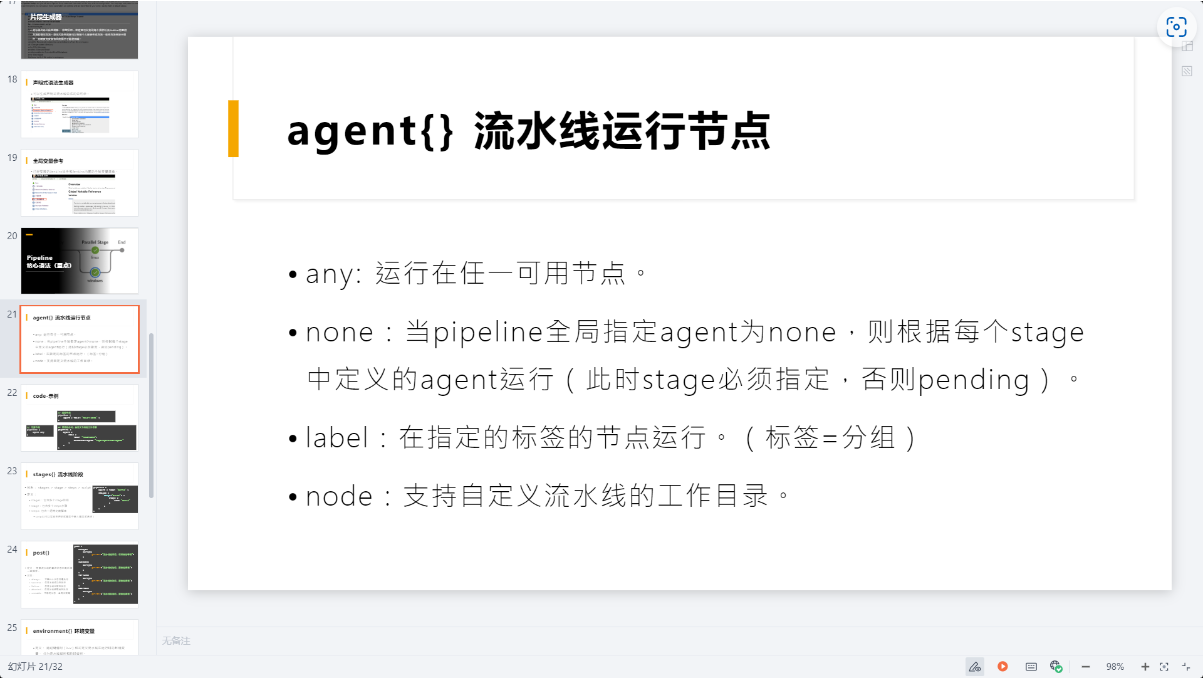 片段生成器
18
声程式语法生成器
19
全局变量参考
20
Pipeline
核心语法（重点）
Parallel Stage
End
21
agent{} 流水线运行节点
22
code-示例
23
stages{} 流水线阶段
24
post{}
25
environment{} 环境变量
agent{} 流水线运行节点
•any: 运行在任一可用节点。
•none：当pipeline全局指定agent为none，则根据每个stage
中定义的agent运行（此时stage必须指定，否则pending）。
•label：在指定的标签的节点运行。（标签=分组）
•node：支持自定义流水线的工作目录。
无备注
幻灯片 21/32
98%